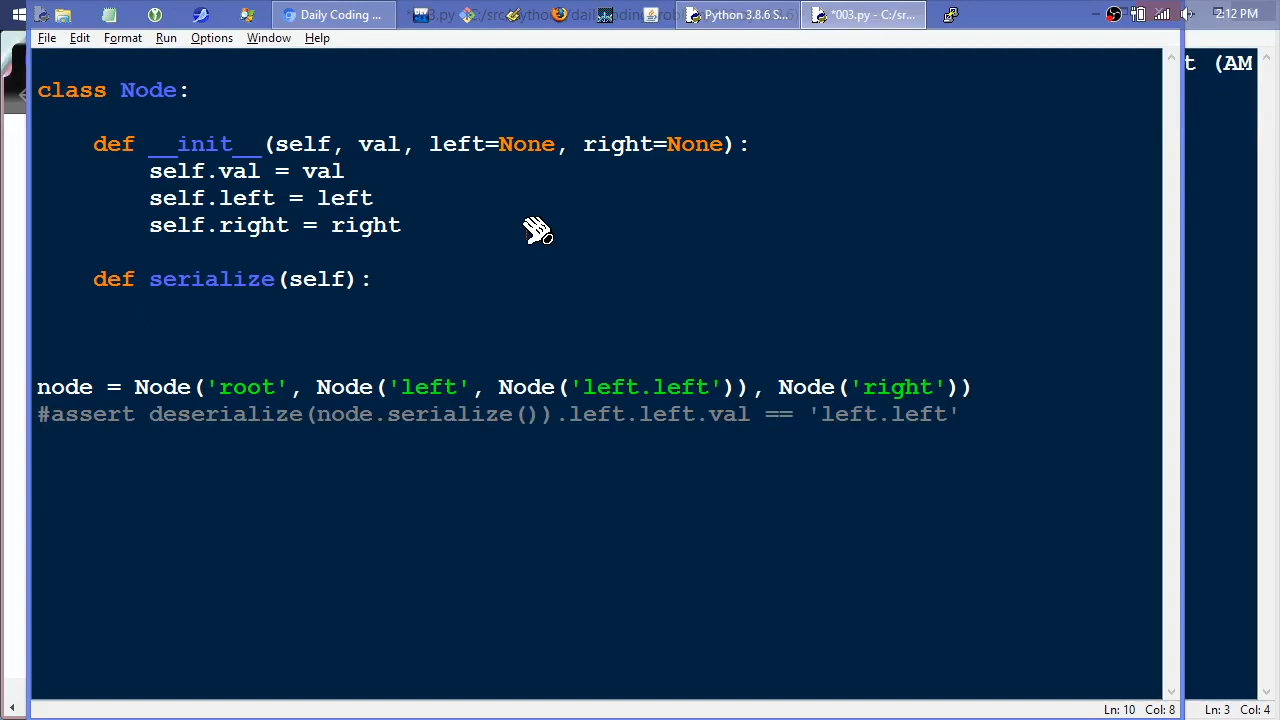 Daily Coding ...
Python 3.8.6 S...
*003.py - C:/sr...
2:12 PM
File Edit Format Run Options Window Help
t (AM
class Node:
def __init__(self, val, left=None, right=None):
self.val = val
self.left = left
self.right = right
def serialize(self):
node = Node('root', Node('left', Node('left.left')), Node('right'))
#assert deserialize(node.serialize()).left.left.val == 'left.left'
Ln: 10 Col: 8
Ln: 3 Col: 4